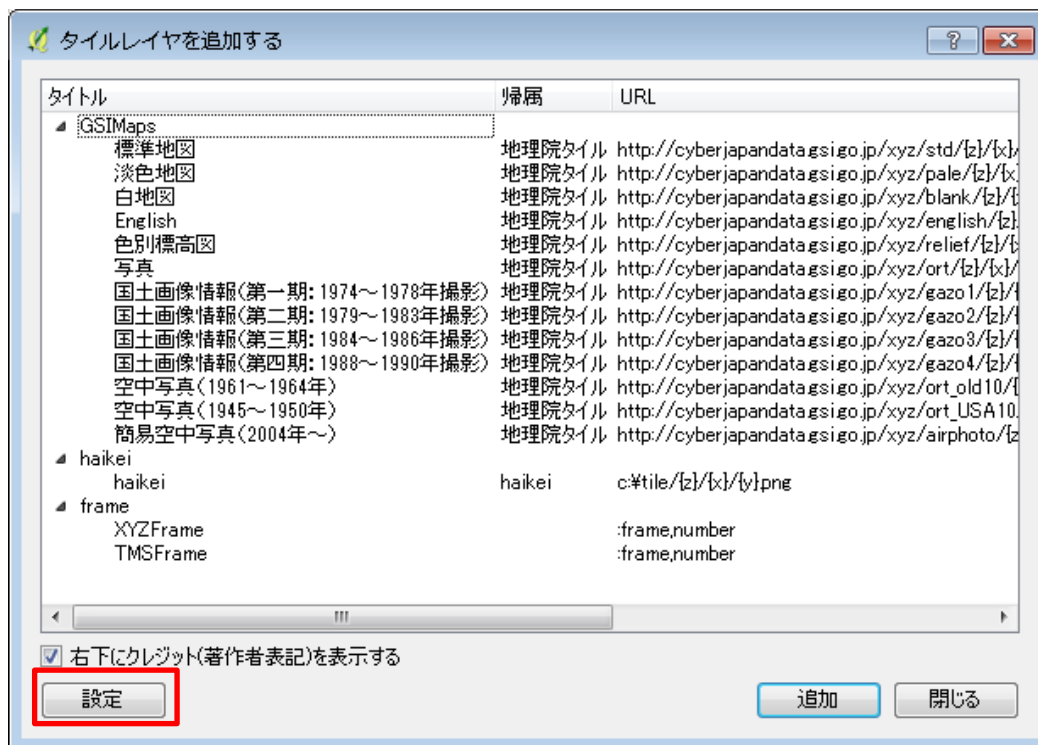 タイルレイヤを追加する
タイトル 帰属 URL
GSIMaps
標準地図 地理院タイル http://cyberjapandata.gsi.go.jp/xyz/std/{z}/{x}/
淡色地図 地理院タイル http://cyberjapandata.gsi.go.jp/xyz/pale/{z}/{x}
白地図 地理院タイル http://cyberjapandata.gsi.go.jp/xyz/blank/{z}/{
English 地理院タイル http://cyberjapandata.gsi.go.jp/xyz/english/{z}
色別標高図 地理院タイル http://cyberjapandata.gsi.go.jp/xyz/relief/{z}/{
写真 地理院タイル http://cyberjapandata.gsi.go.jp/xyz/ort/{z}/{x}/
国土画像情報(第一期:1974～1978年撮影) 地理院タイル http://cyberjapandata.gsi.go.jp/xyz/gazo1/{z}/{
国土画像情報(第二期:1979～1983年撮影) 地理院タイル http://cyberjapandata.gsi.go.jp/xyz/gazo2/{z}/{
国土画像情報(第三期:1984～1986年撮影) 地理院タイル http://cyberjapandata.gsi.go.jp/xyz/gazo3/{z}/{
国土画像情報(第四期:1988～1990年撮影) 地理院タイル http://cyberjapandata.gsi.go.jp/xyz/gazo4/{z}/{
空中写真(1961～1964年) 地理院タイル http://cyberjapandata.gsi.go.jp/xyz/ort_old10/{
空中写真(1945～1950年) 地理院タイル http://cyberjapandata.gsi.go.jp/xyz/ort_USA10
簡易空中写真(2004年～) 地理院タイル http://cyberjapandata.gsi.go.jp/xyz/airphoto/{z
haikei
haikei haikei c:¥tile/{z}/{x}/{y}.png
frame
XYZFrame :frame,number
TMSFrame :frame,number
右下にクレジット(著作者表記)を表示する
設定 追加 閉じる